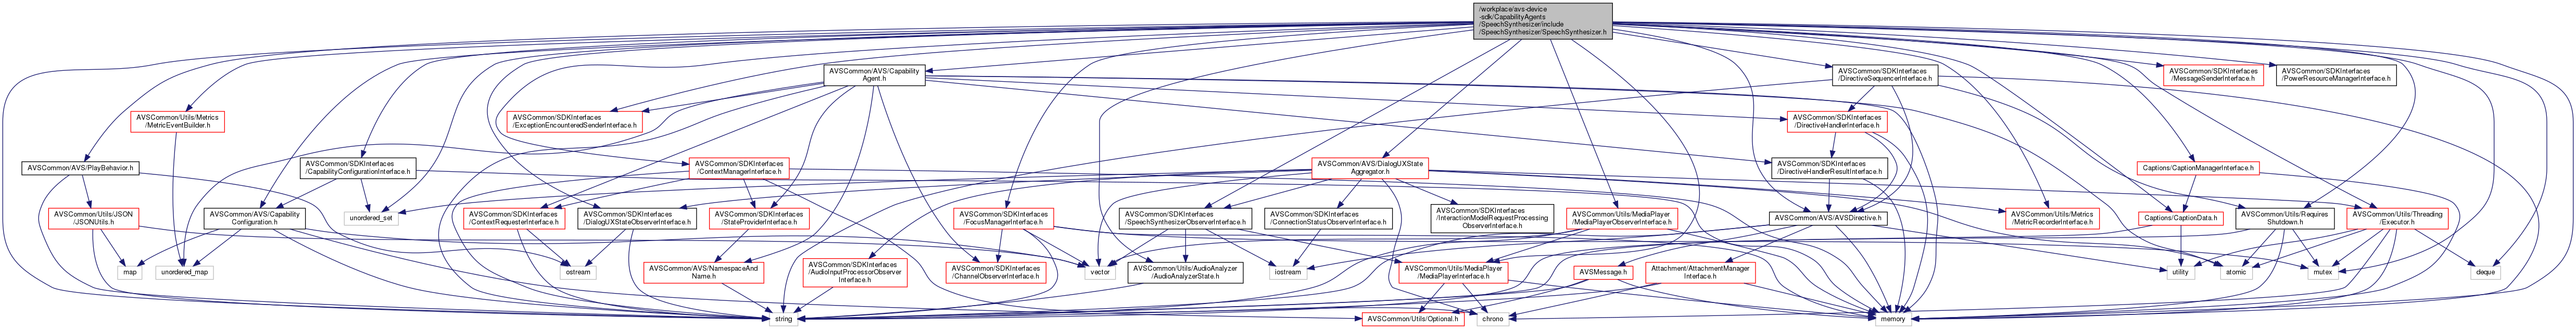 /workplace/avs-device
-sdk/CapabilityAgents
/SpeechSynthesizer/include
/SpeechSynthesizer/SpeechSynthesizer.h
AVSCommon/AVS/Capability
Agent.h
AVSCommon/SDKInterfaces
/DirectiveSequencerInterface.h
AVSCommon/SDKInterfaces
/MessageSenderInterface.h
AVSCommon/SDKInterfaces
/PowerResourceManagerInterface.h
AVSCommon/Utils/Metrics
/MetricEventBuilder.h
AVSCommon/SDKInterfaces
/ExceptionEncounteredSenderInterface.h
AVSCommon/SDKInterfaces
/DirectiveHandlerInterface.h
AVSCommon/AVS/PlayBehavior.h
AVSCommon/SDKInterfaces
/CapabilityConfigurationInterface.h
AVSCommon/SDKInterfaces
/ContextManagerInterface.h
AVSCommon/AVS/DialogUXState
Aggregator.h
AVSCommon/SDKInterfaces
/DirectiveHandlerResultInterface.h
Captions/CaptionManagerInterface.h
AVSCommon/Utils/JSON
/JSONUtils.h
AVSCommon/AVS/Capability
Configuration.h
unordered_set
AVSCommon/SDKInterfaces
/ContextRequesterInterface.h
AVSCommon/SDKInterfaces
/DialogUXStateObserverInterface.h
AVSCommon/SDKInterfaces
/StateProviderInterface.h
AVSCommon/SDKInterfaces
/FocusManagerInterface.h
AVSCommon/SDKInterfaces
/SpeechSynthesizerObserverInterface.h
AVSCommon/SDKInterfaces
/ConnectionStatusObserverInterface.h
AVSCommon/SDKInterfaces
/InteractionModelRequestProcessing
ObserverInterface.h
AVSCommon/Utils/MediaPlayer
/MediaPlayerObserverInterface.h
AVSCommon/AVS/AVSDirective.h
AVSCommon/Utils/Metrics
/MetricRecorderInterface.h
Captions/CaptionData.h
AVSCommon/Utils/Requires
Shutdown.h
AVSCommon/Utils/Threading
/Executor.h
map
unordered_map
ostream
AVSCommon/AVS/NamespaceAnd
Name.h
AVSCommon/SDKInterfaces
/AudioInputProcessorObserver
Interface.h
AVSCommon/SDKInterfaces
/ChannelObserverInterface.h
vector
AVSCommon/Utils/AudioAnalyzer
/AudioAnalyzerState.h
iostream
AVSCommon/Utils/MediaPlayer
/MediaPlayerInterface.h
AVSMessage.h
Attachment/AttachmentManager
Interface.h
utility
atomic
mutex
deque
string
AVSCommon/Utils/Optional.h
chrono
memory